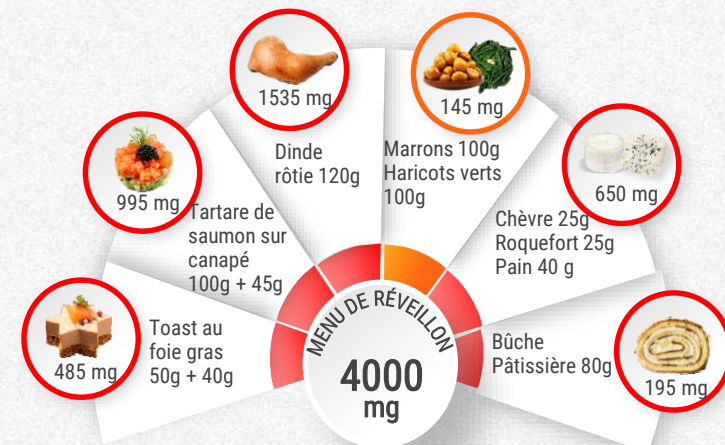 485 mg
Toast au
foie gras
50g + 40g
995 mg
Tartare de
saumon sur
canapé
100g + 45g
1535 mg
Dinde
rôtie 120g
145 mg
Marrons 100g
Haricots verts
100g
650 mg
Chèvre 25g
Roquefort 25g
Pain 40 g
195 mg
Bûche
Pâtissière 80g
MENU DE RÉVEILLON
4000
mg